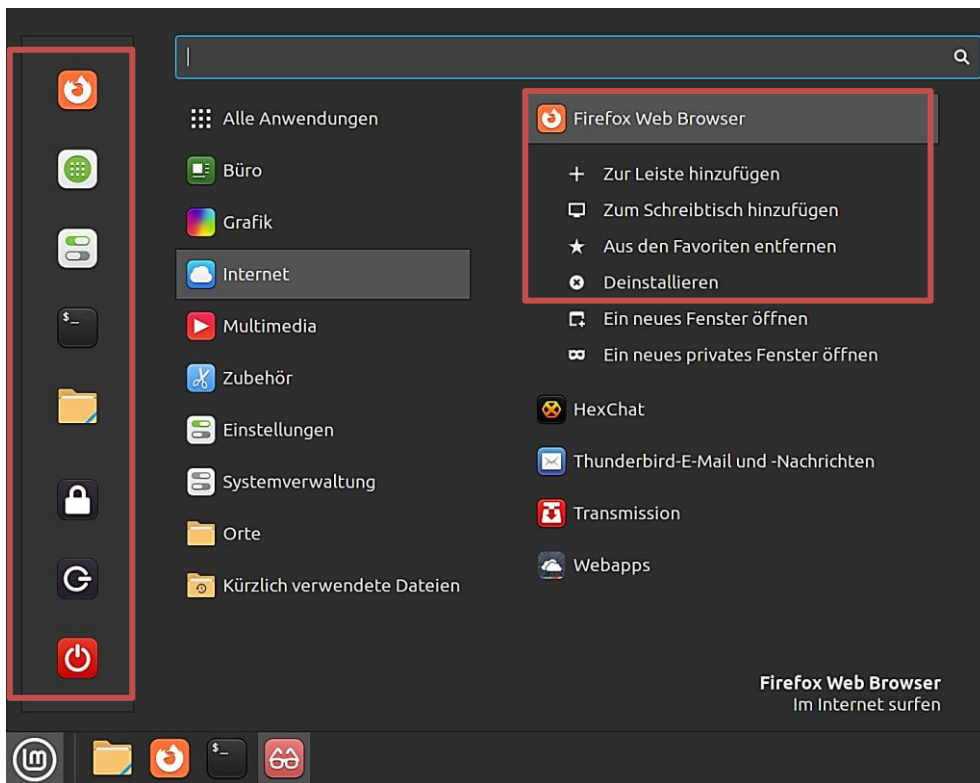 Alle Anwendungen
Büro
Grafik
Internet
Multimedia
Zubehör
Einstellungen
Systemverwaltung
Orte
Kürzlich verwendete Dateien
Firefox Web Browser
Zur Leiste hinzufügen
Zum Schreibtisch hinzufügen
Aus den Favoriten entfernen
Deinstallieren
Ein neues Fenster öffnen
Ein neues privates Fenster öffnen
HexChat
Thunderbird-E-Mail und -Nachrichten
Transmission
Webapps
Firefox Web Browser
Im Internet surfen